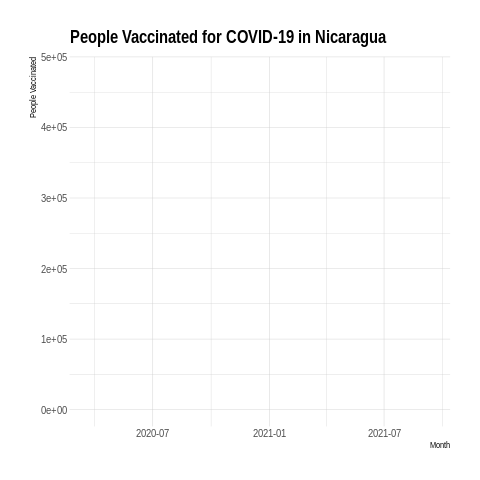 People Vaccinated for COVID-19 in Nicaragua
People Vaccinated
5e+05
4e+05
3e+05
2e+05
1e+05
0e+00
2020-07 2021-01 2021-07
Month